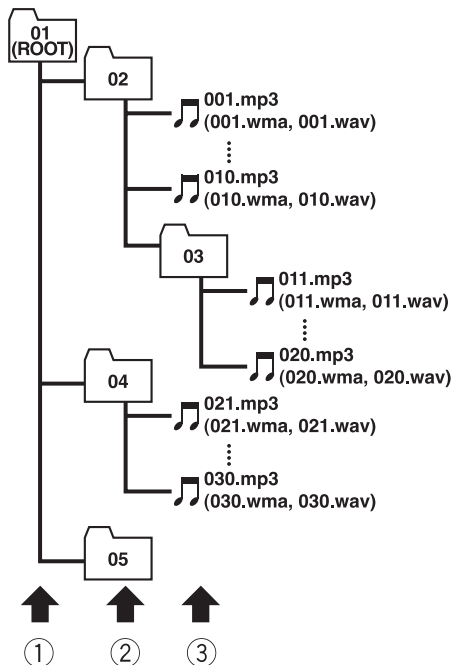 01
(ROOT)
02
001.mp3
(001.wma, 001.wav)
010.mp3
(010.wma, 010.wav)
03
011.mp3
(011.wma, 011.wav)
020.mp3
(020.wma, 020.wav)
04
021.mp3
(021.wma, 021.wav)
030.mp3
(030.wma, 030.wav)
05
① ② ③